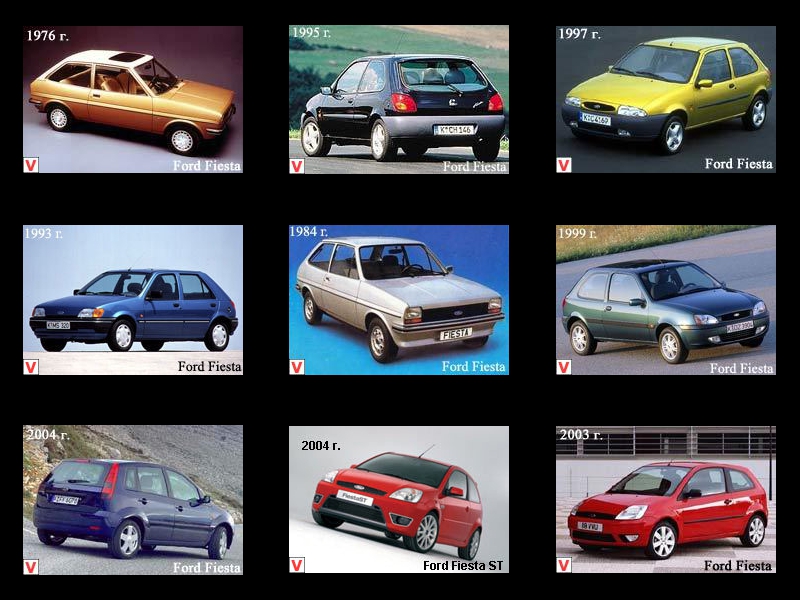 1976 г.
V
Ford Fiesta
1995 г.
K CH 146
V
Ford Fiesta
1997 г.
V
Ford Fiesta
1993 г.
V
Ford Fiesta
1984 г.
FIESTA
V
Ford Fiesta
1999 г.
V
Ford Fiesta
2004 г.
V
Ford Fiesta
2004 г.
FiestaST
V
Ford Fiesta ST
2003 г.
V
Ford Fiesta